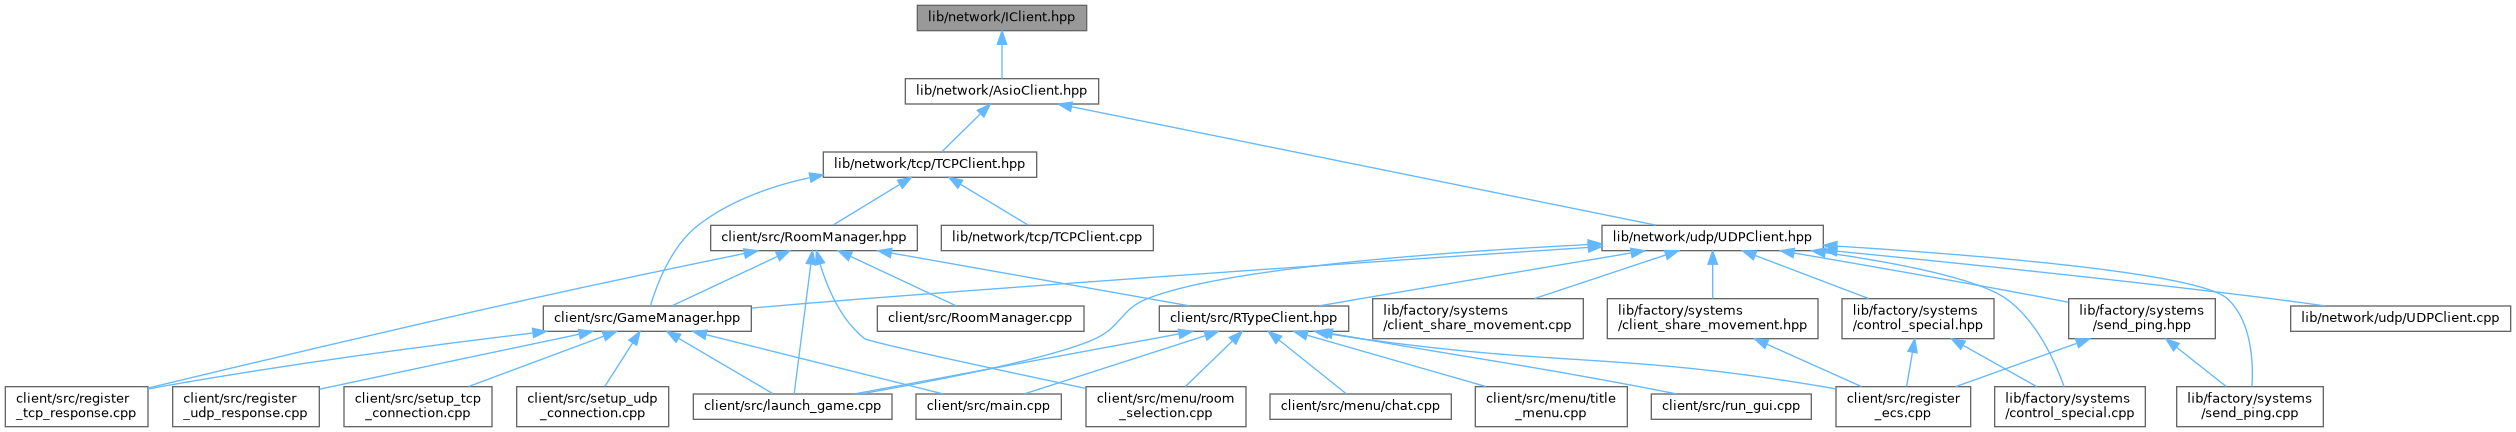 lib/network/IClient.hpp
lib/network/AsioClient.hpp
lib/network/tcp/TCPClient.hpp
client/src/RoomManager.hpp
lib/network/tcp/TCPClient.cpp
lib/network/udp/UDPClient.hpp
client/src/GameManager.hpp
client/src/RoomManager.cpp
client/src/RTypeClient.hpp
lib/factory/systems
/client_share_movement.cpp
lib/factory/systems
/client_share_movement.hpp
lib/factory/systems
/control_special.hpp
lib/factory/systems
/send_ping.hpp
lib/network/udp/UDPClient.cpp
client/src/register
_tcp_response.cpp
client/src/register
_udp_response.cpp
client/src/setup_tcp
_connection.cpp
client/src/setup_udp
_connection.cpp
client/src/launch_game.cpp
client/src/main.cpp
client/src/menu/room
_selection.cpp
client/src/menu/chat.cpp
client/src/menu/title
_menu.cpp
client/src/run_gui.cpp
client/src/register
_ecs.cpp
lib/factory/systems
/control_special.cpp
lib/factory/systems
/send_ping.cpp